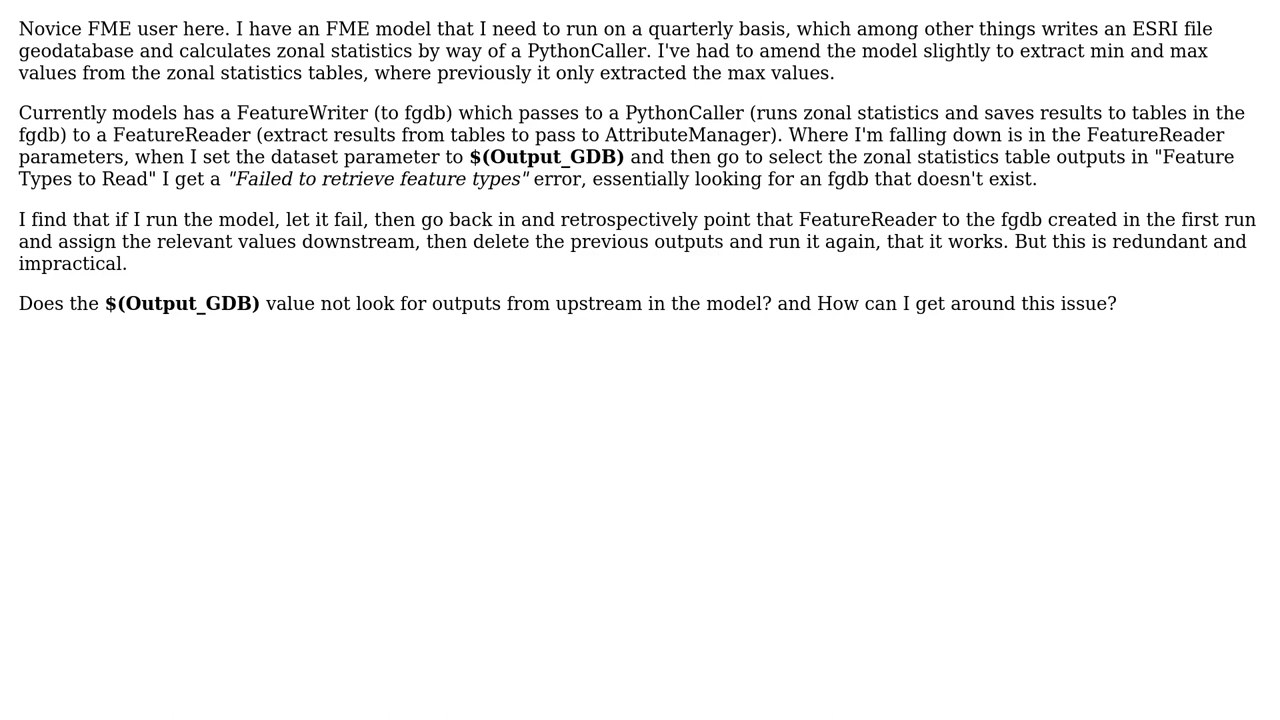 Novice FME user here. I have an FME model that I need to run on a quarterly basis, which among other things writes an ESRI file
geodatabase and calculates zonal statistics by way of a PythonCaller. I've had to amend the model slightly to extract min and max
values from the zonal statistics tables, where previously it only extracted the max values.
Currently models has a FeatureWriter (to fgdb) which passes to a PythonCaller (runs zonal statistics and saves results to tables in the
fgdb) to a FeatureReader (extract results from tables to pass to AttributeManager). Where I'm falling down is in the FeatureReader
parameters, when I set the dataset parameter to $(Output_GDB) and then go to select the zonal statistics table outputs in "Feature
Types to Read" I get a "Failed to retrieve feature types" error, essentially looking for an fgdb that doesn't exist.
I find that if I run the model, let it fail, then go back in and retrospectively point that FeatureReader to the fgdb created in the first run
and assign the relevant values downstream, then delete the previous outputs and run it again, that it works. But this is redundant and
impractical.
Does the $(Output_GDB) value not look for outputs from upstream in the model? and How can I get around this issue?